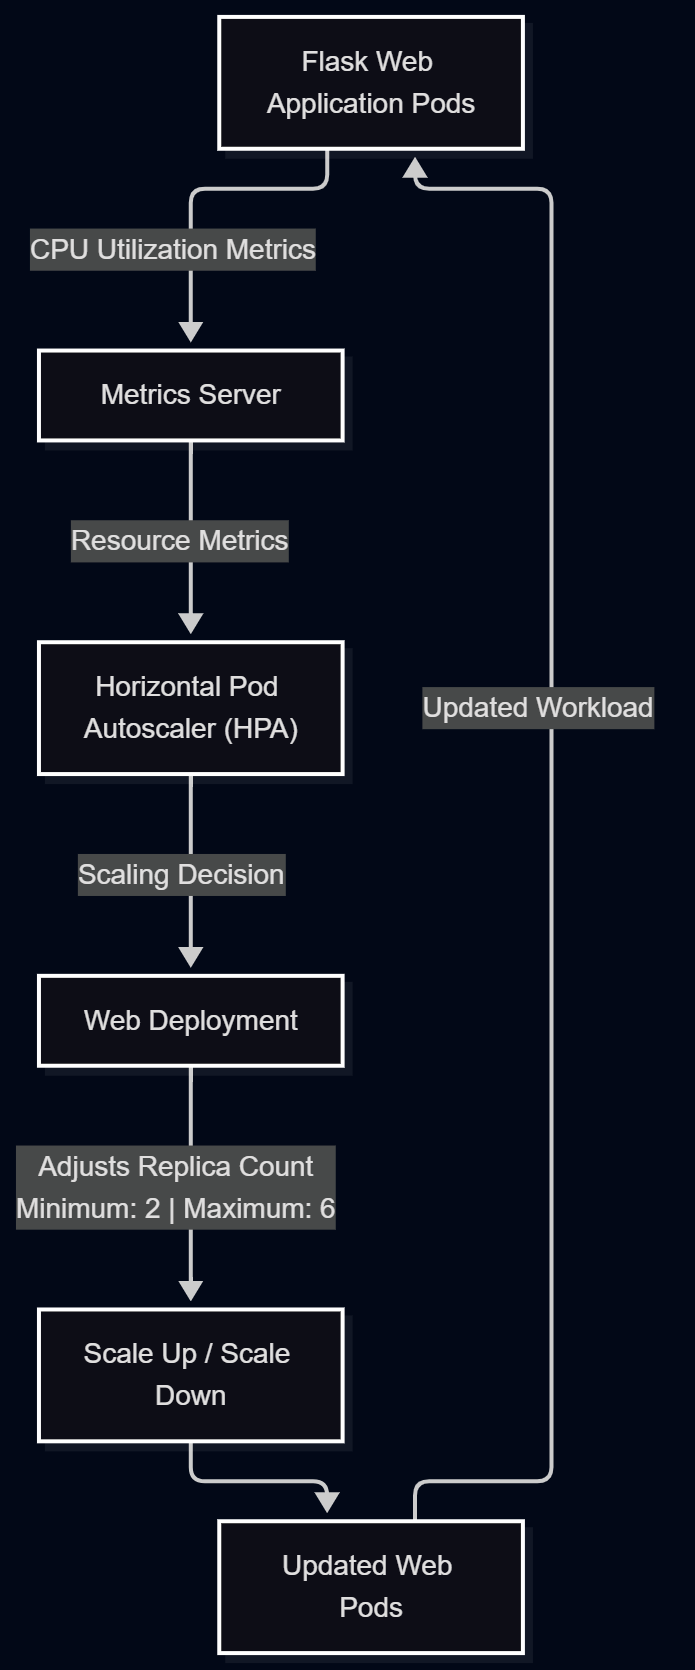 Flask Web
Application Pods
CPU Utilization Metrics
Metrics Server
Resource Metrics
Horizontal Pod
Autoscaler (HPA)
Updated Workload
Scaling Decision
Web Deployment
Adjusts Replica Count
Minimum: 2 | Maximum: 6
Scale Up / Scale
Down
Updated Web
Pods